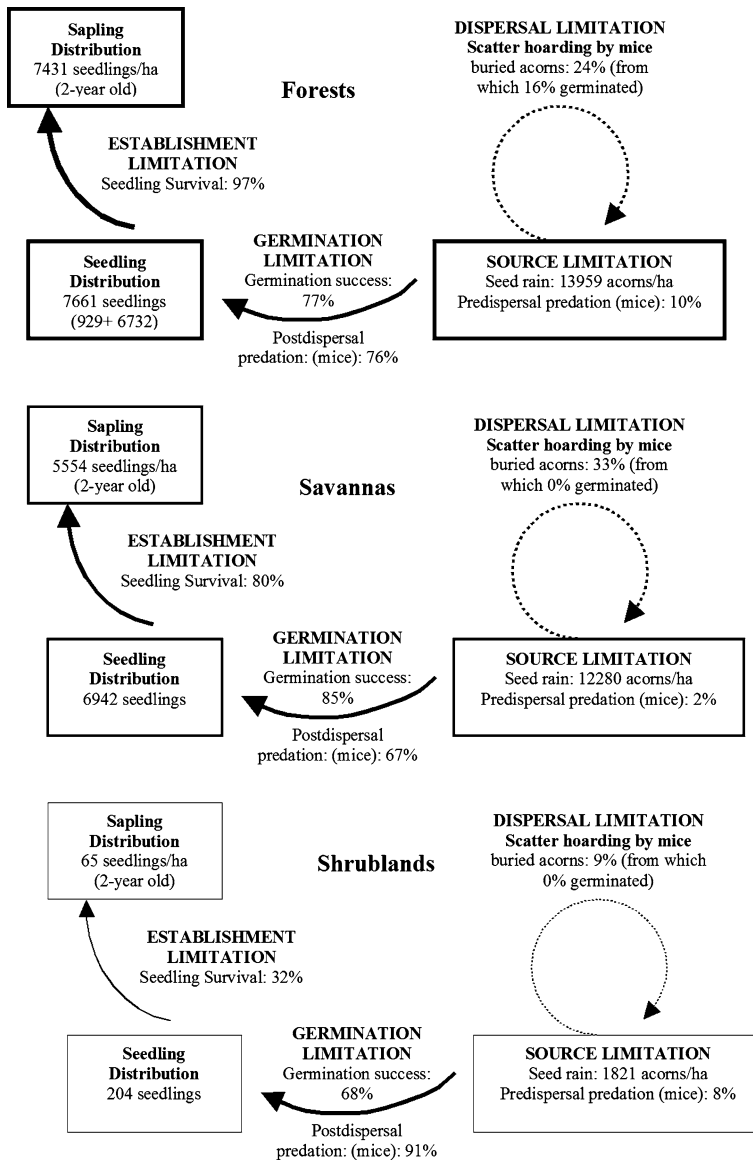 Sapling
Distribution
7431 seedlings/ha
(2-year old)
DISPERSAL LIMITATION
Scatter hoarding by mice
buried acorns: 24% (from
which 16% germinated)
Forests
ESTABLISHMENT
LIMITATION
Seedling Survival: 97%
Seedling
Distribution
7661 seedlings
(929+ 6732)
GERMINATION
LIMITATION
Germination success:
77%
Postdispersal
predation: (mice): 76%
SOURCE LIMITATION
Seed rain: 13959 acorns/ha
Predispersal predation (mice): 10%
Sapling
Distribution
5554 seedlings/ha
(2-year old)
DISPERSAL LIMITATION
Scatter hoarding by mice
buried acorns: 33% (from
which 0% germinated)
Savannas
ESTABLISHMENT
LIMITATION
Seedling Survival: 80%
Seedling
Distribution
6942 seedlings
GERMINATION
LIMITATION
Germination success:
85%
Postdispersal
predation: (mice): 67%
SOURCE LIMITATION
Seed rain: 12280 acorns/ha
Predispersal predation (mice): 2%
Sapling
Distribution
65 seedlings/ha
(2-year old)
DISPERSAL LIMITATION
Scatter hoarding by mice
buried acorns: 9% (from which
0% germinated)
Shrublands
ESTABLISHMENT
LIMITATION
Seedling Survival: 32%
Seedling
Distribution
204 seedlings
GERMINATION
LIMITATION
Germination success:
68%
Postdispersal
predation: (mice): 91%
SOURCE LIMITATION
Seed rain: 1821 acorns/ha
Predispersal predation (mice): 8%